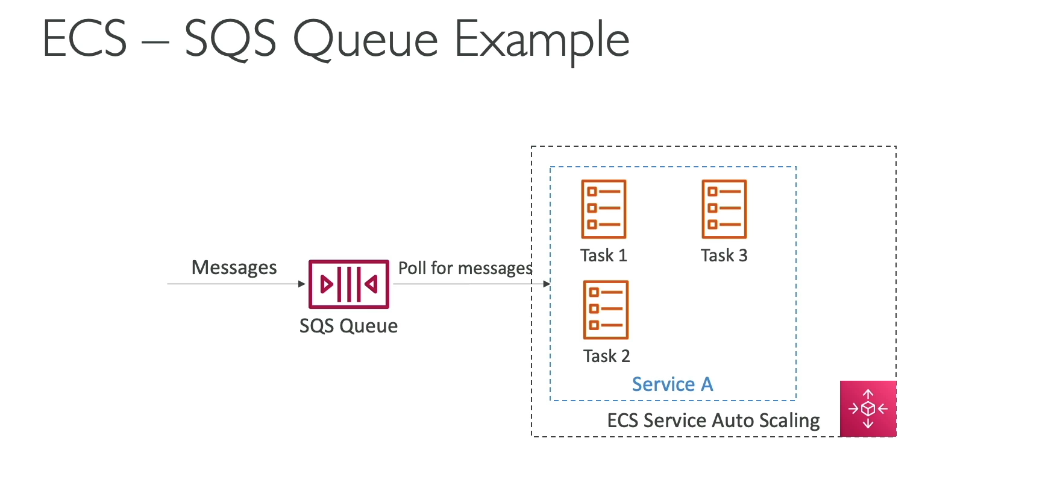 ECS – SQS Queue Example
Messages
SQS Queue
Poll for messages
Task 1
Task 3
Task 2
Service A
ECS Service Auto Scaling